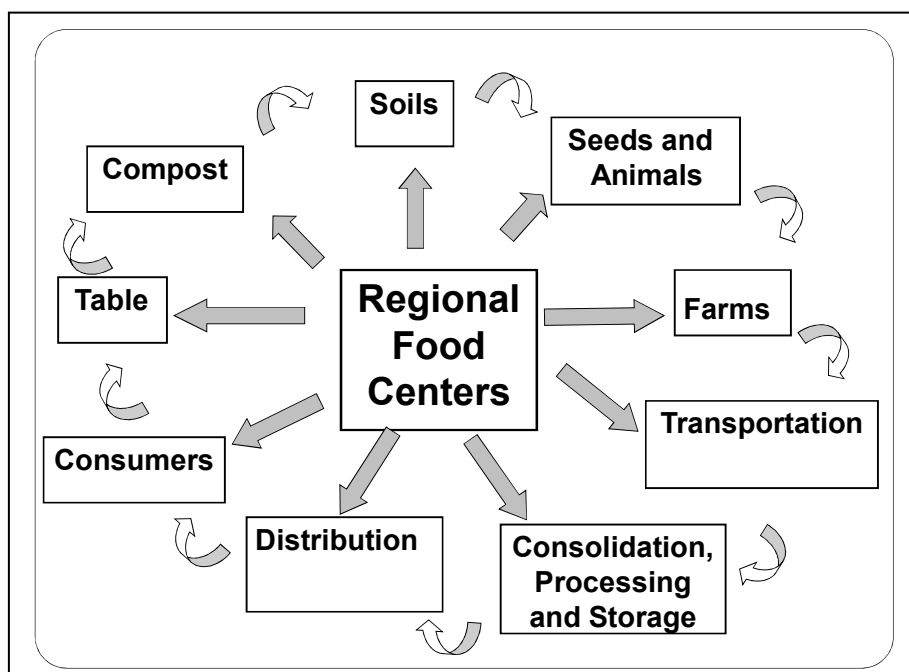 Soils
Seeds and
Animals
Compost
Table
Regional
Food
Centers
Farms
Transportation
Consumers
Distribution
Consolidation,
Processing
and Storage